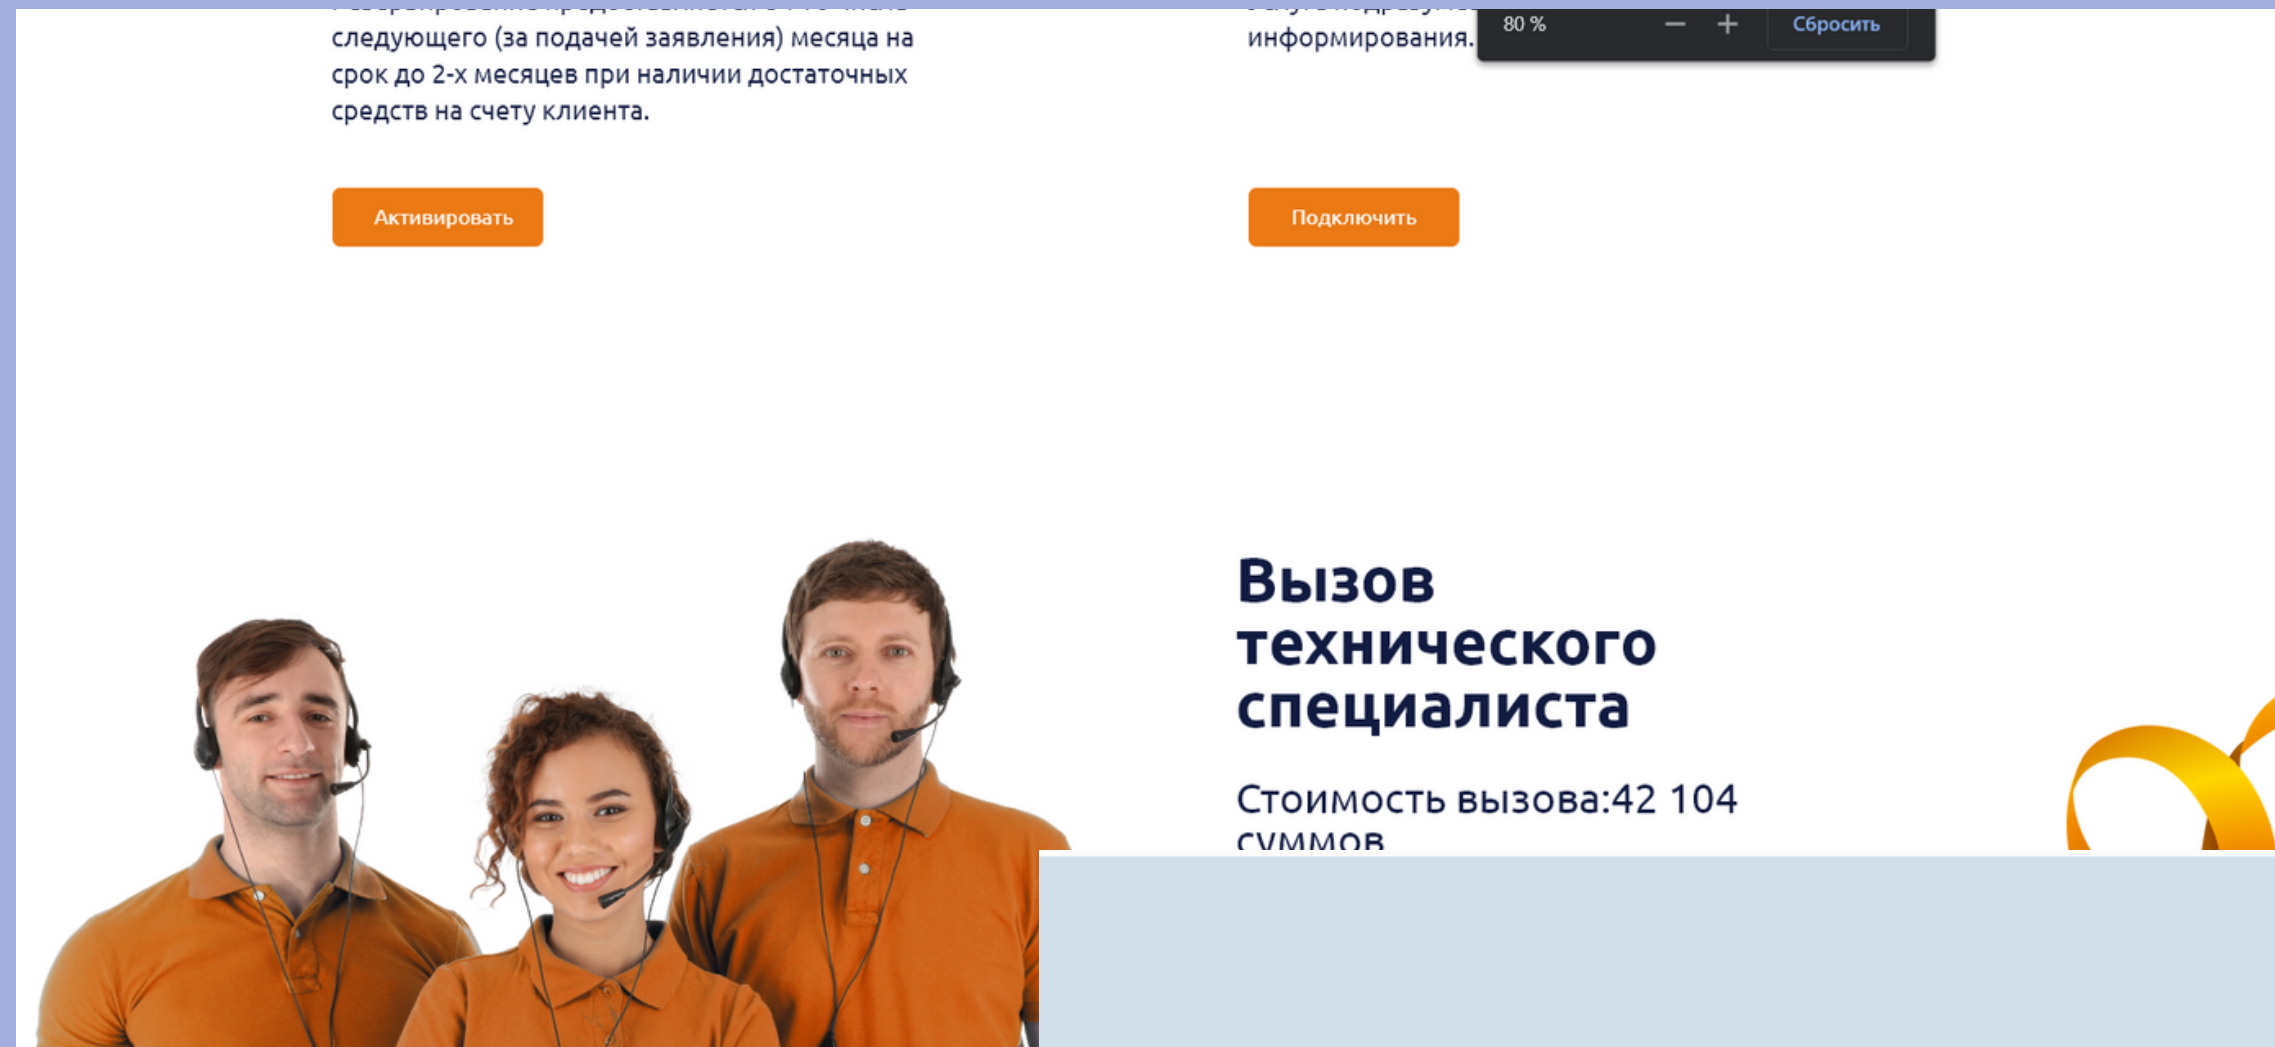 следующего (за подачей заявления) месяца на
срок до 2-х месяцев при наличии достаточных
средств на счету клиента.
Активировать
информирования.
80 %
Сбросить
Подключить
Вызов
технического
специалиста
Стоимость вызова:42 104
суммов